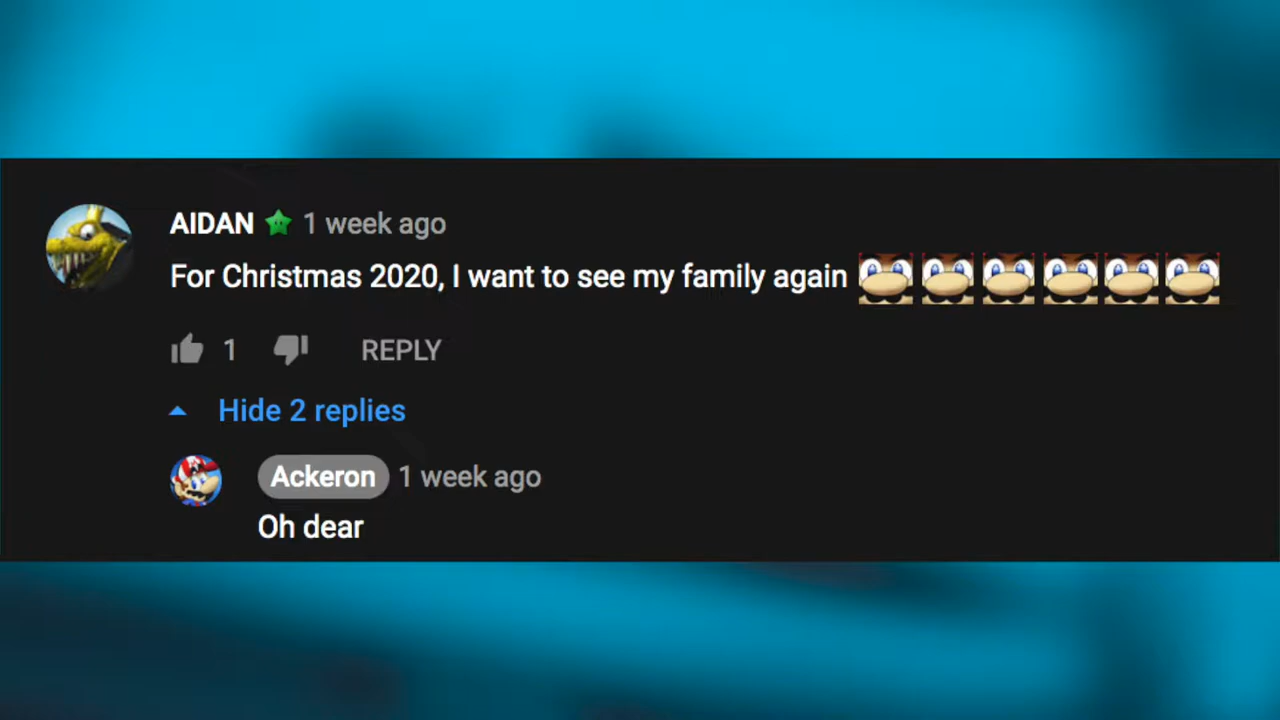 AIDAN 1 week ago
For Christmas 2020, I want to see my family again
1 REPLY
Hide 2 replies
Ackeron 1 week ago
Oh dear